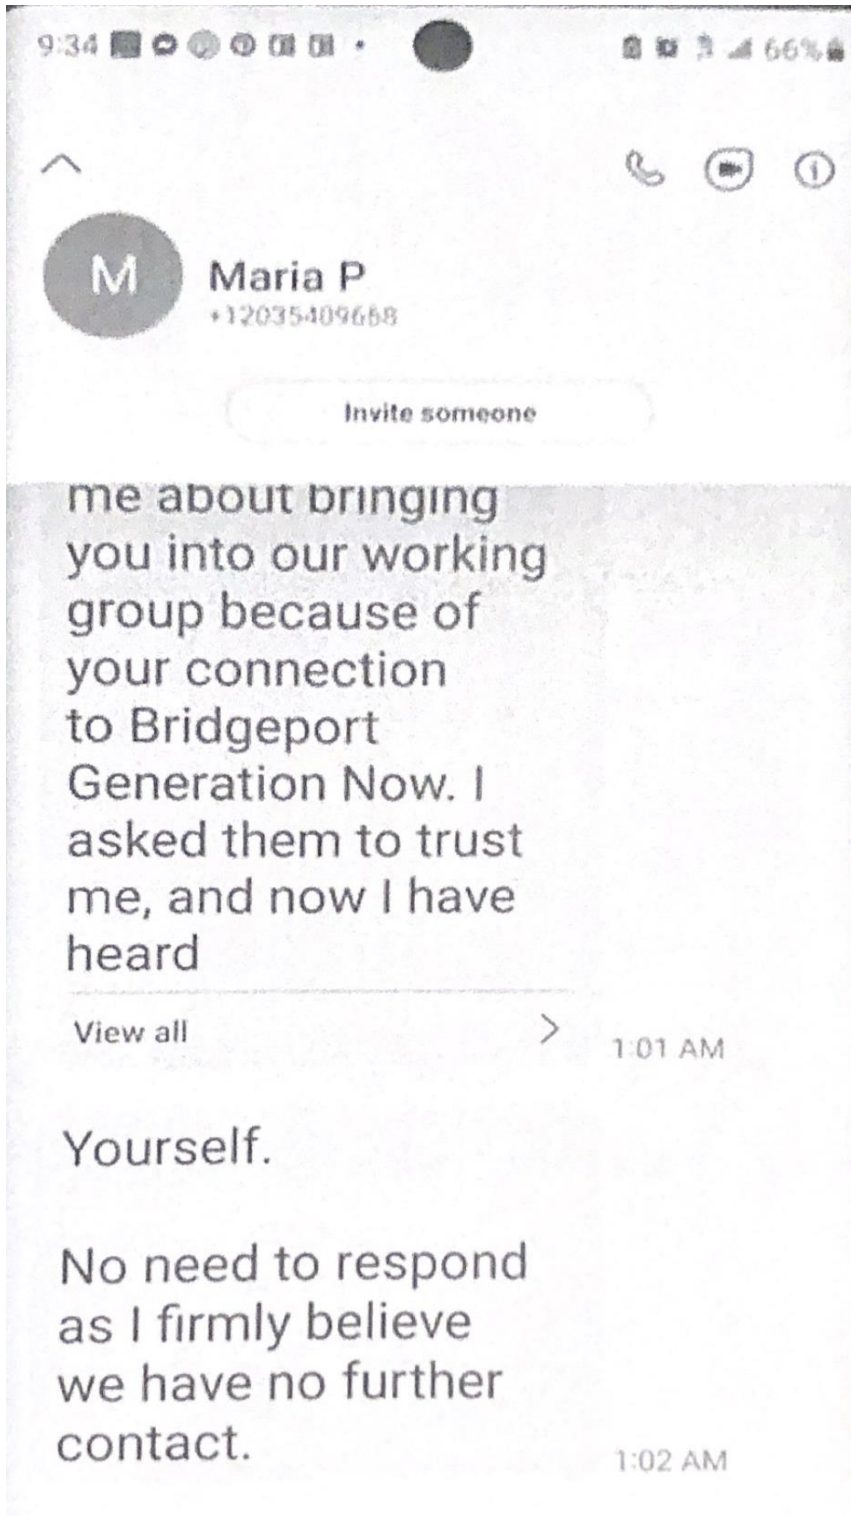 9:34 66%
M
Maria P
Invite someone
me about bringing
you into our working
group because of
your connection
to Bridgeport
Generation Now. I
asked them to trust
me, and now I have
heard
View all
1:01 AM
Yourself.
No need to respond
as I firmly believe
we have no further
contact.
1:02 AM